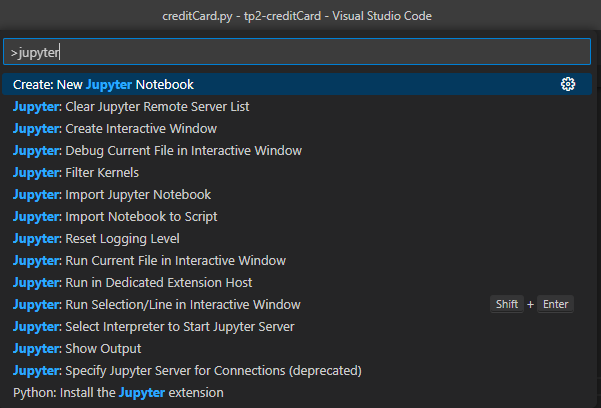 creditCard.py - tp2-creditCard - Visual Studio Code
>jupyter
Create: New Jupyter Notebook
Jupyter: Clear Jupyter Remote Server List
Jupyter: Create Interactive Window
Jupyter: Debug Current File in Interactive Window
Jupyter: Filter Kernels
Jupyter: Import Jupyter Notebook
Jupyter: Import Notebook to Script
Jupyter: Reset Logging Level
Jupyter: Run Current File in Interactive Window
Jupyter: Run in Dedicated Extension Host
Jupyter: Run Selection/Line in Interactive Window Shift + Enter
Jupyter: Select Interpreter to Start Jupyter Server
Jupyter: Show Output
Jupyter: Specify Jupyter Server for Connections (deprecated)
Python: Install the Jupyter extension